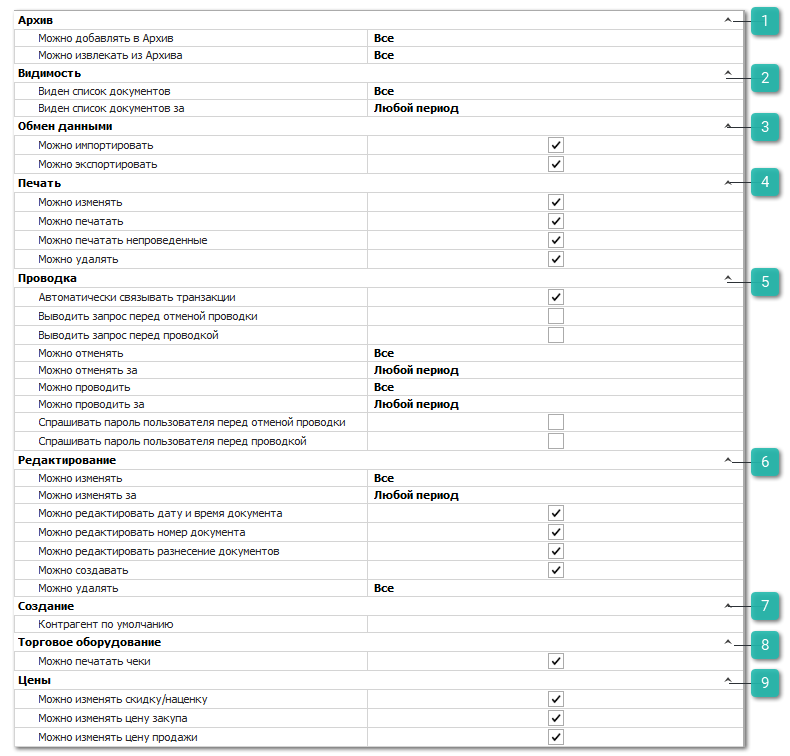 Архив 1
Можно добавлять в Архив Все
Можно извлекать из Архива Все
Видимость 2
Виден список документов Все
Виден список документов за Любой период
Обмен данными 3
Можно импортировать
Можно экспортировать
Печать 4
Можно изменять
Можно печатать
Можно печатать непроведенные
Можно удалять
Проводка 5
Автоматически связывать транзакции
Выводить запрос перед отменой проводки
Выводить запрос перед проводкой
Можно отменять Все
Можно отменять за Любой период
Можно проводить Все
Можно проводить за Любой период
Спрашивать пароль пользователя перед отменой проводки
Спрашивать пароль пользователя перед проводкой
Редактирование 6
Можно изменять Все
Можно изменять за Любой период
Можно редактировать дату и время документа
Можно редактировать номер документа
Можно редактировать разнесение документов
Можно создавать
Можно удалять Все
Создание 7
Контрагент по умолчанию
Торговое оборудование 8
Можно печатать чеки
Цены 9
Можно изменять скидку/наценку
Можно изменять цену закупа
Можно изменять цену продажи